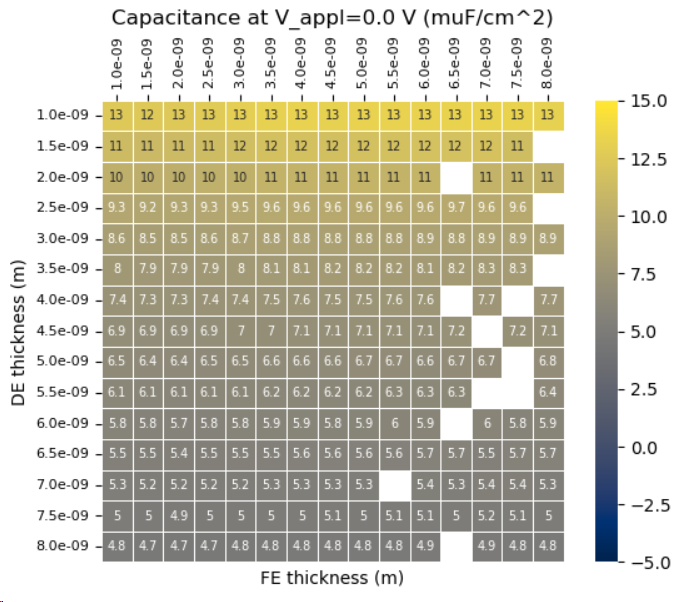 Capacitance at V_appl=0.0 V (muF/cm^2)
1.0e-09 1.5e-09 2.0e-09 2.5e-09 3.0e-09 3.5e-09 4.0e-09 4.5e-09 5.0e-09 5.5e-09 6.0e-09 6.5e-09 7.0e-09 7.5e-09 8.0e-09
DE thickness (m)
1.0e-09 13 12 13 13 13 13 13 13 13 13 13 13 13 13 13
1.5e-09 11 11 11 11 12 12 12 12 12 12 12 12 12 11
2.0e-09 10 10 10 10 10 11 11 11 11 11 11 11 11 11
2.5e-09 9.3 9.2 9.3 9.3 9.5 9.6 9.6 9.6 9.6 9.6 9.6 9.7 9.6 9.6
3.0e-09 8.6 8.5 8.5 8.6 8.7 8.8 8.8 8.8 8.8 8.8 8.9 8.8 8.9 8.9 8.9
3.5e-09 8 7.9 7.9 7.9 8 8.1 8.1 8.2 8.2 8.2 8.1 8.2 8.3 8.3
4.0e-09 7.4 7.3 7.3 7.4 7.4 7.5 7.6 7.5 7.5 7.6 7.6 7.7 7.7
4.5e-09 6.9 6.9 6.9 6.9 7 7 7.1 7.1 7.1 7.1 7.1 7.2 7.2 7.1
5.0e-09 6.5 6.4 6.4 6.5 6.5 6.6 6.6 6.6 6.7 6.7 6.6 6.7 6.7 6.8
5.5e-09 6.1 6.1 6.1 6.1 6.1 6.2 6.2 6.2 6.2 6.3 6.3 6.3 6.4
6.0e-09 5.8 5.8 5.7 5.8 5.8 5.9 5.9 5.8 5.9 6 5.9 6 5.8 5.9
6.5e-09 5.5 5.5 5.4 5.5 5.5 5.5 5.5 5.6 5.6 5.6 5.7 5.7 5.5 5.7 5.7
7.0e-09 5.3 5.2 5.2 5.2 5.2 5.3 5.3 5.3 5.3 5.4 5.3 5.4 5.4 5.3
7.5e-09 5 5 4.9 5 5 5 5 5.1 5 5.1 5.1 5 5.2 5.1 5
8.0e-09 4.8 4.7 4.7 4.7 4.8 4.8 4.8 4.8 4.8 4.8 4.9 4.9 4.8 4.8
FE thickness (m)
15.0
12.5
10.0
7.5
5.0
2.5
0.0
−2.5
−5.0